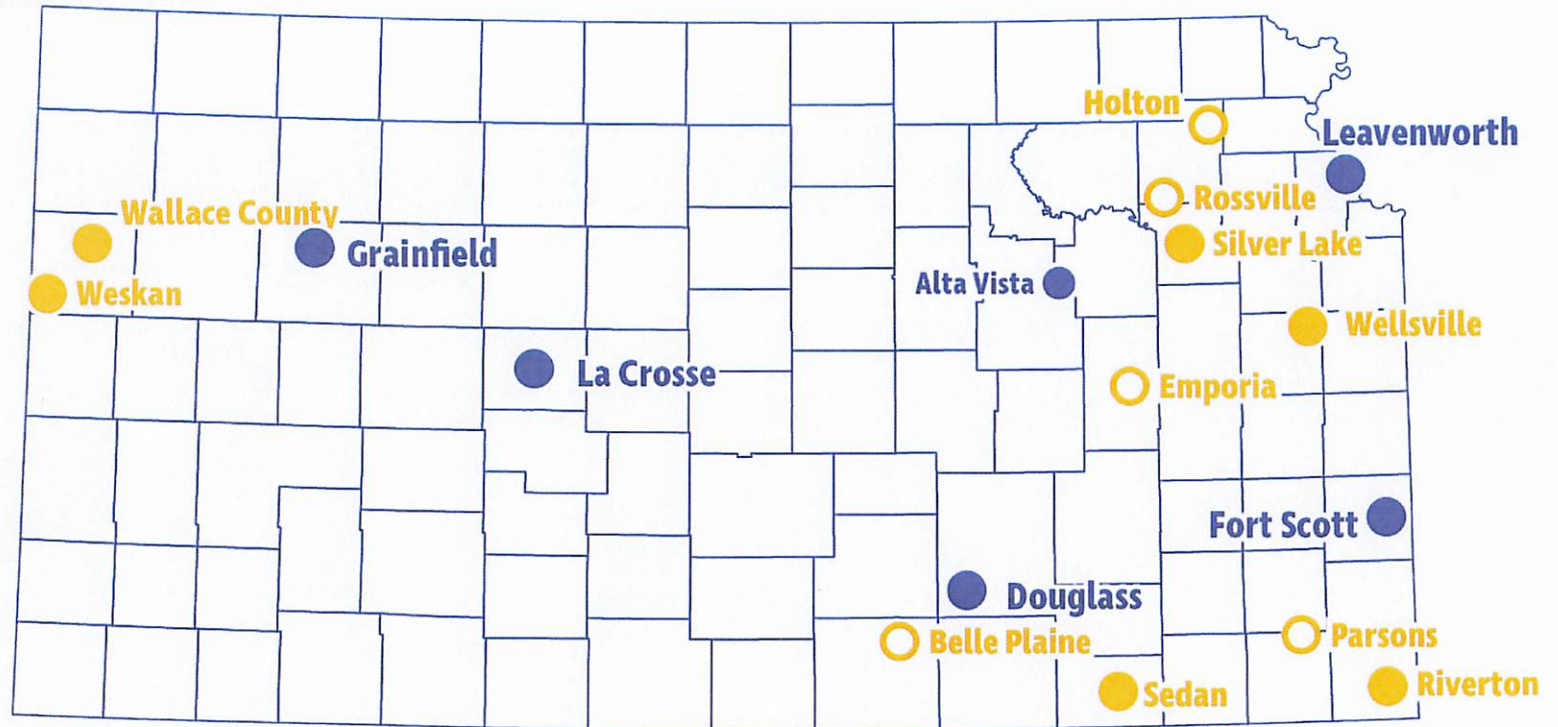 Holton
Leavenworth
Rossville
Wallace County
Silver Lake
Grainfield
Alta Vista
Weskan
Wellsville
La Crosse
Emporia
Fort Scott
Douglass
Belle Plaine
Parsons
Sedan
Riverton